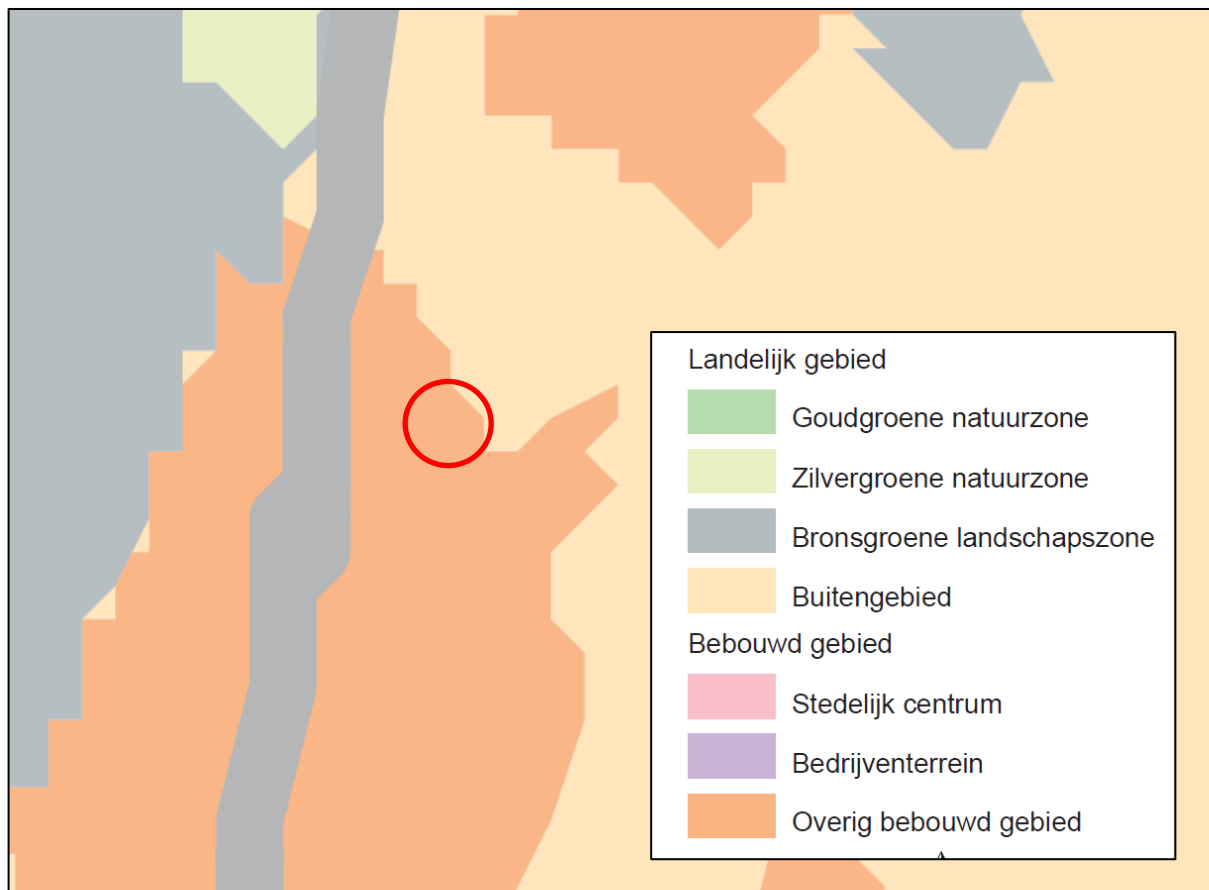 Landelijk gebied
Goudgroene natuurzone
Zilvergroene natuurzone
Bronsgroene landschapszone
Buitengebied
Bebouwd gebied
Stedelijk centrum
Bedrijventerrein
Overig bebouwd gebied